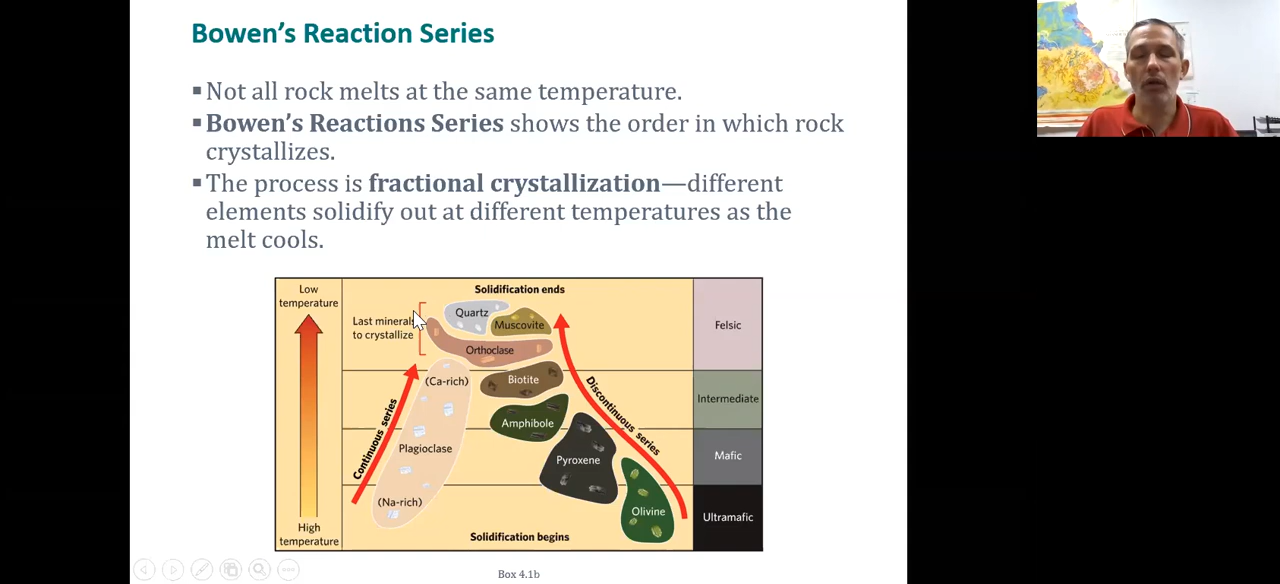 Bowen's Reaction Series
▪Not all rock melts at the same temperature.
▪Bowen's Reactions Series shows the order in which rock
crystallizes.
▪The process is fractional crystallization—different
elements solidify out at different temperatures as the
melt cools.
Low
temperature
Solidification ends
Last minerals
to crystallize
Quartz
Muscovite
Orthoclase
Felsic
(Ca-rich)
Biotite
Intermediate
Continuous series
Discontinuous series
Amphibole
Plagioclase
Pyroxene
Mafic
(Na-rich)
Olivine
Ultramafic
High
temperature
Solidification begins
Box 4.1b